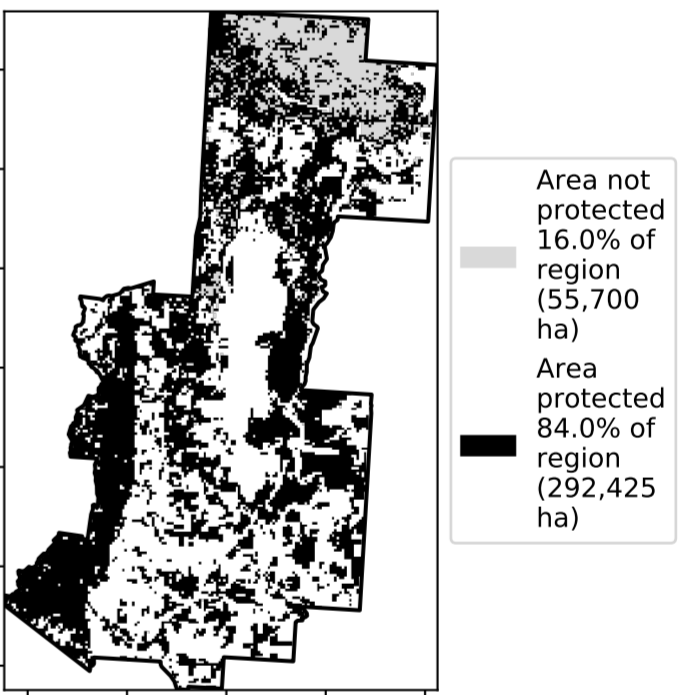 Area not
protected
16.0% of
region
(55,700
ha)
Area
protected
84.0% of
region
(292,425
ha)